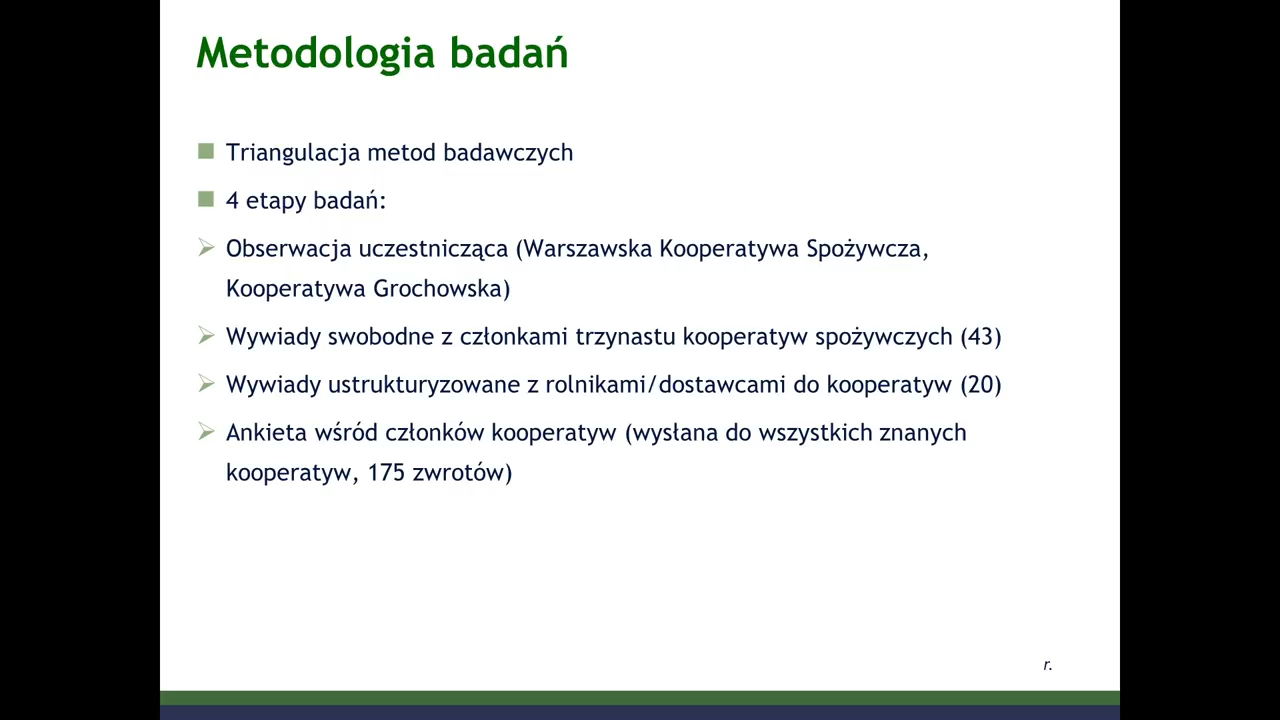 Metodologia badań
Triangulacja metod badawczych
4 etapy badań:
Obserwacja uczestnicząca (Warszawska Kooperatywa Spożywcza,
Kooperatywa Grochowska)
Wywiady swobodne z członkami trzynastu kooperatyw spożywczych (43)
Wywiady ustrukturyzowane z rolnikami/dostawcami do kooperatyw (20)
Ankieta wśród członków kooperatyw (wysłana do wszystkich znanych
kooperatyw, 175 zwrotów)
r.